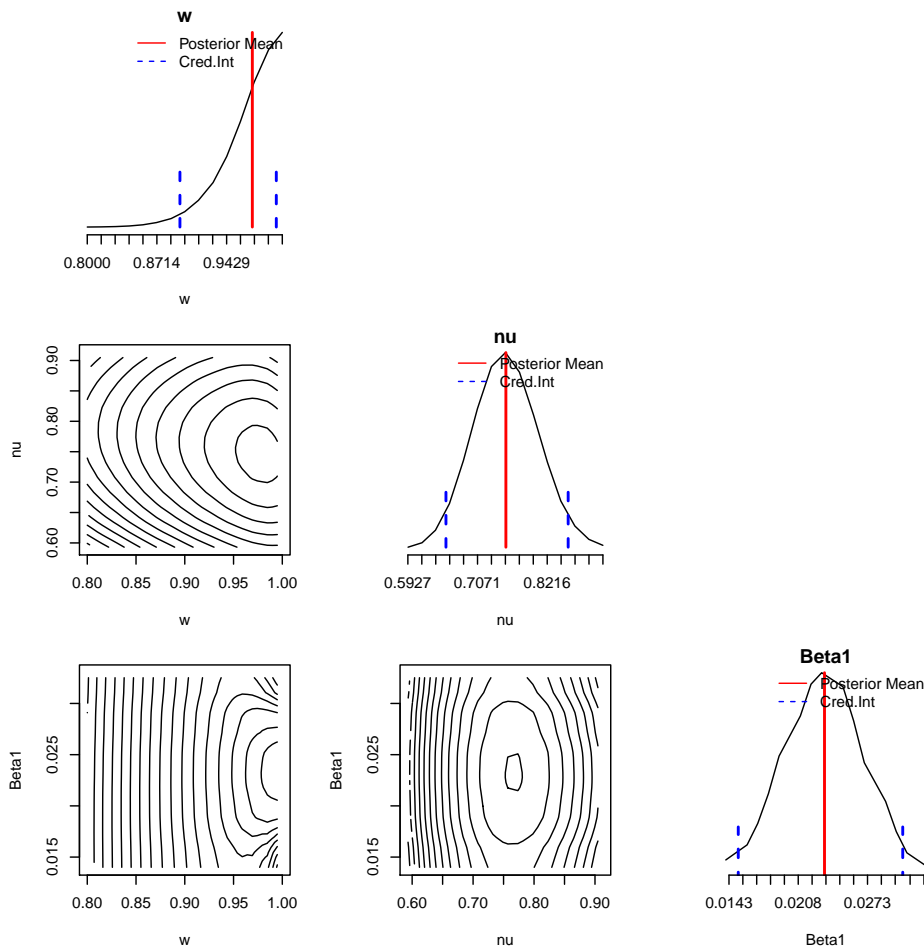 w
Posterior Mean
Cred.Int
0.8000 0.8714 0.9429
w
nu
0.60 0.70 0.80 0.90
0.80 0.85 0.90 0.95 1.00
w
nu
Posterior Mean
Cred.Int
0.5927 0.7071 0.8216
nu
Beta1
0.015 0.025
0.80 0.85 0.90 0.95 1.00
w
Beta1
0.015 0.025
0.60 0.70 0.80 0.90
nu
Beta1
Posterior Mean
Cred.Int
0.0143 0.0208 0.0273
Beta1